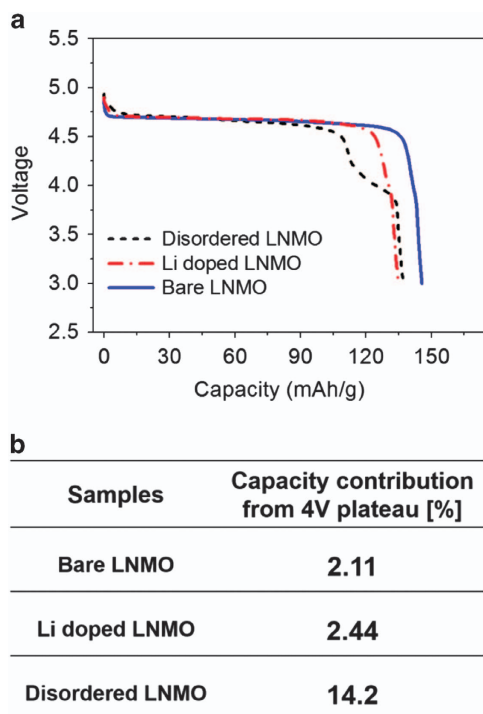 a
5.5
5.0
4.5
4.0
3.5
3.0
2.5
Voltage
Disordered LNMO
Li doped LNMO
Bare LNMO
0 30 60 90 120 150
Capacity (mAh/g)
b
Samples
Capacity contribution
from 4V plateau [%]
Bare LNMO 2.11
Li doped LNMO 2.44
Disordered LNMO 14.2